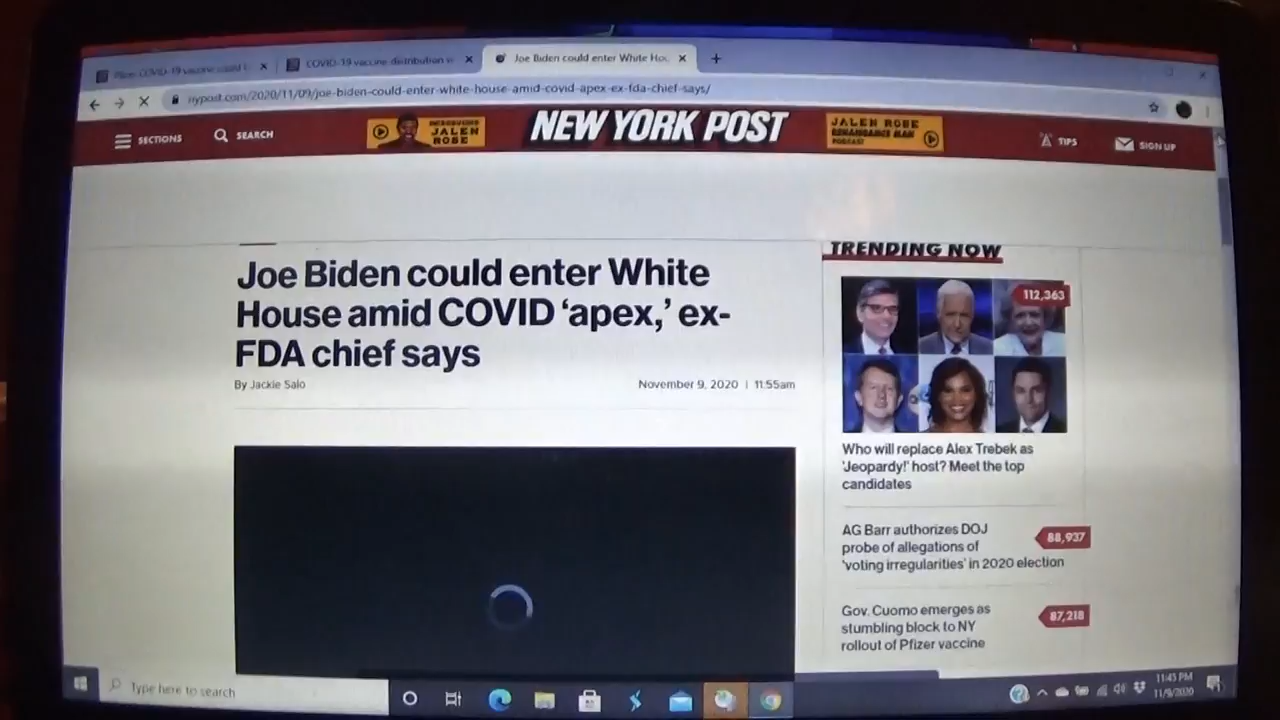 COVID-19 vaccine distribution
Joe Biden could enter White Hou
nypost.com/2020/11/09/joe-biden-could-enter-white-house-amid-covid-apex-ex-fda-chief-says/
SECTIONS
SEARCH
INTRODUCING
JALEN
ROSE
NEW YORK POST
JALEN ROSE
RENAISSANCE MAN
PODCAST
TIPS
SIGN UP
Joe Biden could enter White
House amid COVID ‘apex,’ ex-
FDA chief says
By Jackie Salo
November 9, 2020 | 11:55am
TRENDING NOW
112,363
Who will replace Alex Trebek as
'Jeopardy!' host? Meet the top
candidates
AG Barr authorizes DOJ
probe of allegations of
'voting irregularities' in 2020 election
88,937
Gov. Cuomo emerges as
stumbling block to NY
rollout of Pfizer vaccine
87,218
Type here to search
11:45 PM
11/9/2020